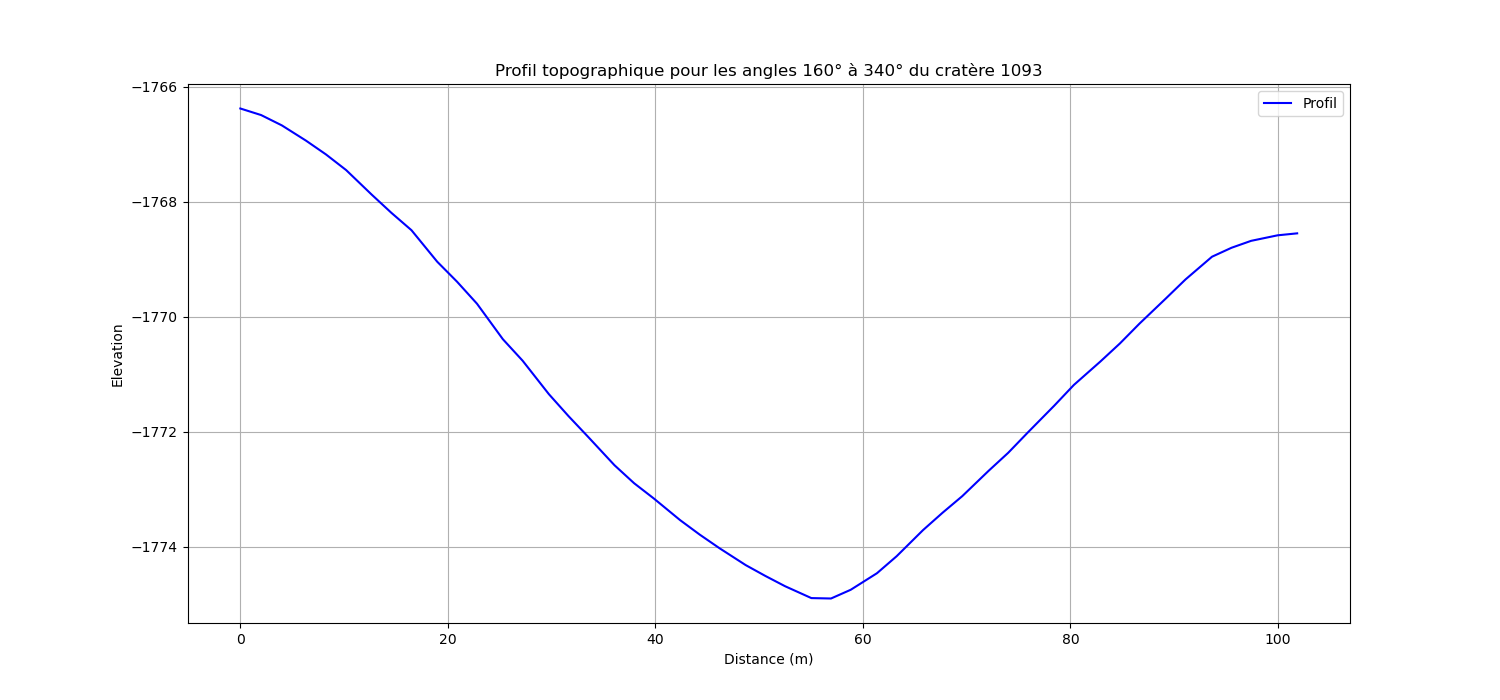 Profil topographique pour les angles 160° à 340° du cratère 1093
Profil
−1766
−1768
−1770
−1772
−1774
Elevation
0 20 40 60 80 100
Distance (m)